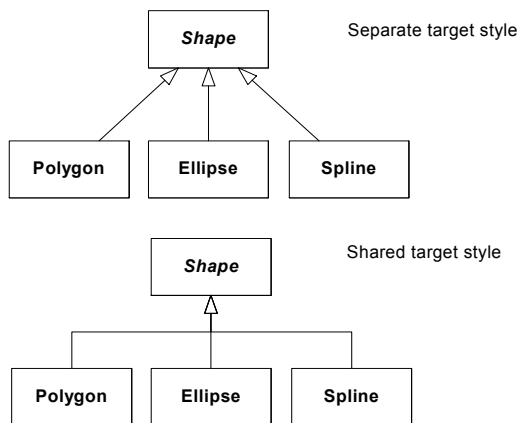 Shape
Separate target style
Polygon
Ellipse
Spline
Shape
Shared target style
Polygon
Ellipse
Spline